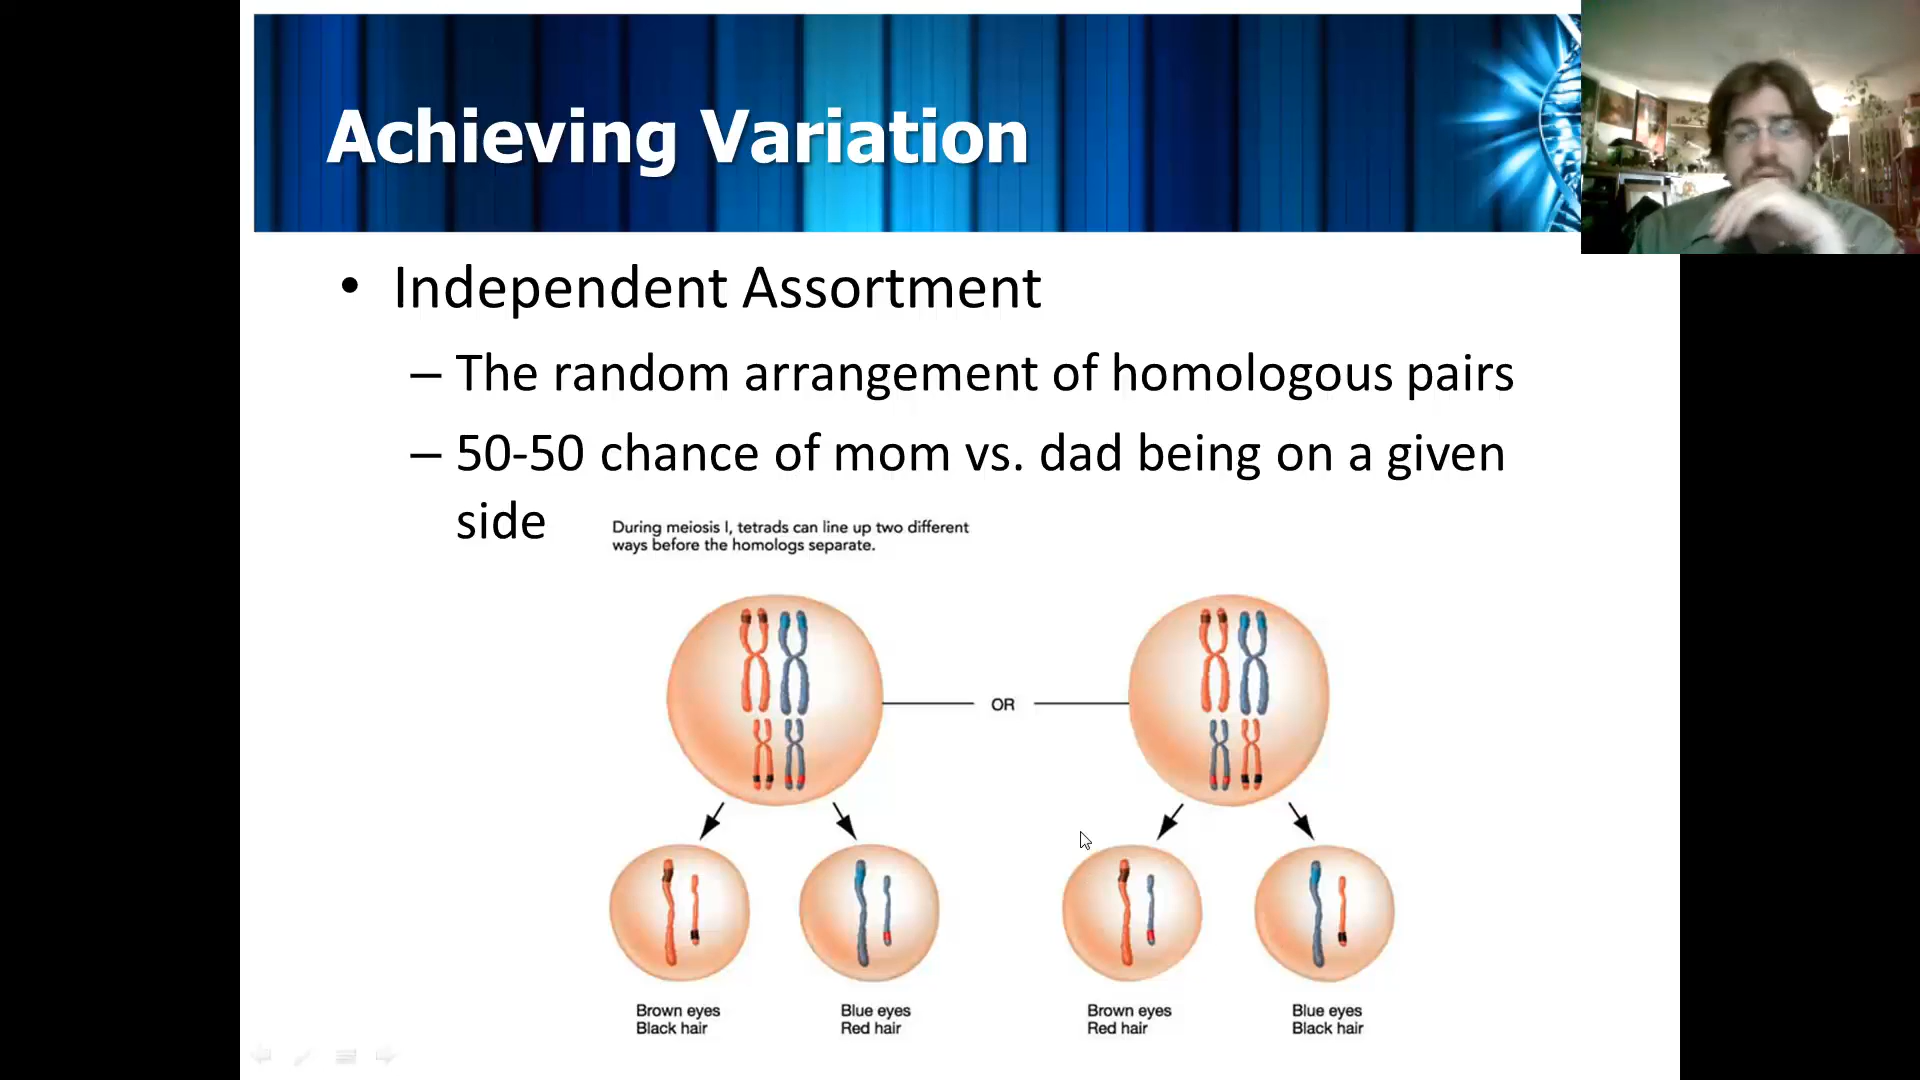 Achieving Variation
• Independent Assortment
– The random arrangement of homologous pairs
– 50-50 chance of mom vs. dad being on a given
side
During meiosis I, tetrads can line up two different
ways before the homologs separate.
OR
Brown eyes
Black hair
Blue eyes
Red hair
Brown eyes
Red hair
Blue eyes
Black hair